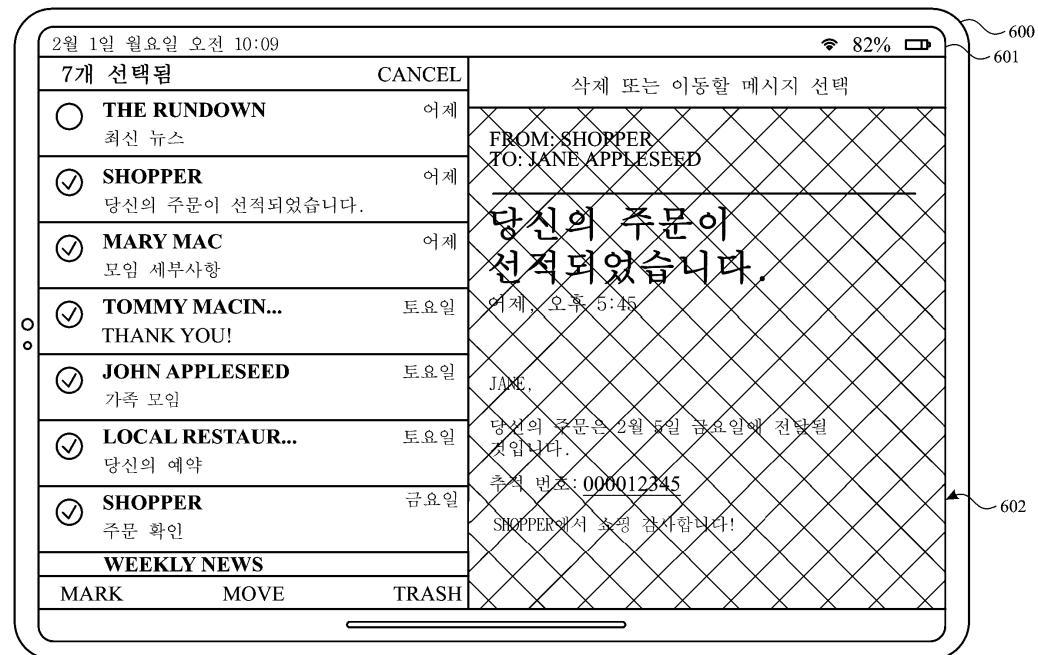 2월 1일 월요일 오전 10:09
82%
600
601
7개 선택됨
CANCEL
삭제 또는 이동할 메시지 선택
THE RUNDOWN
어제
최신 뉴스
SHOPPER
어제
당신의 주문이 선적되었습니다.
MARY MAC
어제
모임 세부사항
TOMMY MACIN...
토요일
THANK YOU!
JOHN APPLESEED
토요일
가족 모임
LOCAL RESTAUR...
토요일
당신의 예약
SHOPPER
금요일
주문 확인
WEEKLY NEWS
MARK
MOVE
TRASH
FROM: SHOPPER
TO: JANE APPLESEED
당신의 주문이
선적되었습니다.
어제, 오후 5:45
JANE,
당신의 주문은 2월 5일 금요일에 전달될
것입니다.
추적 번호: 000012345
SHOPPER에서 쇼핑 감사합니다!
602